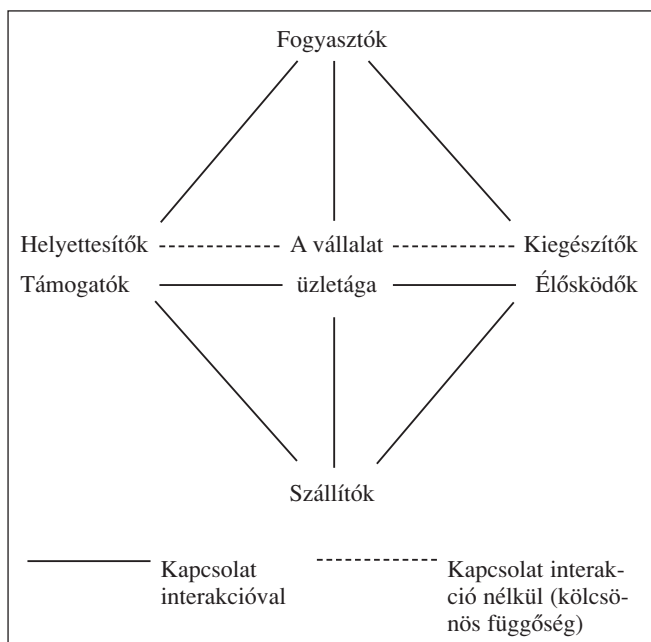 Fogyasztók
Helyettesítők A vállalat Kiegészítők
Támogatók üzletága Élősködők
Szállítók
Kapcsolat interakcióval
Kapcsolat interak-
ció nélkül (kölcsö-
nös függőség)